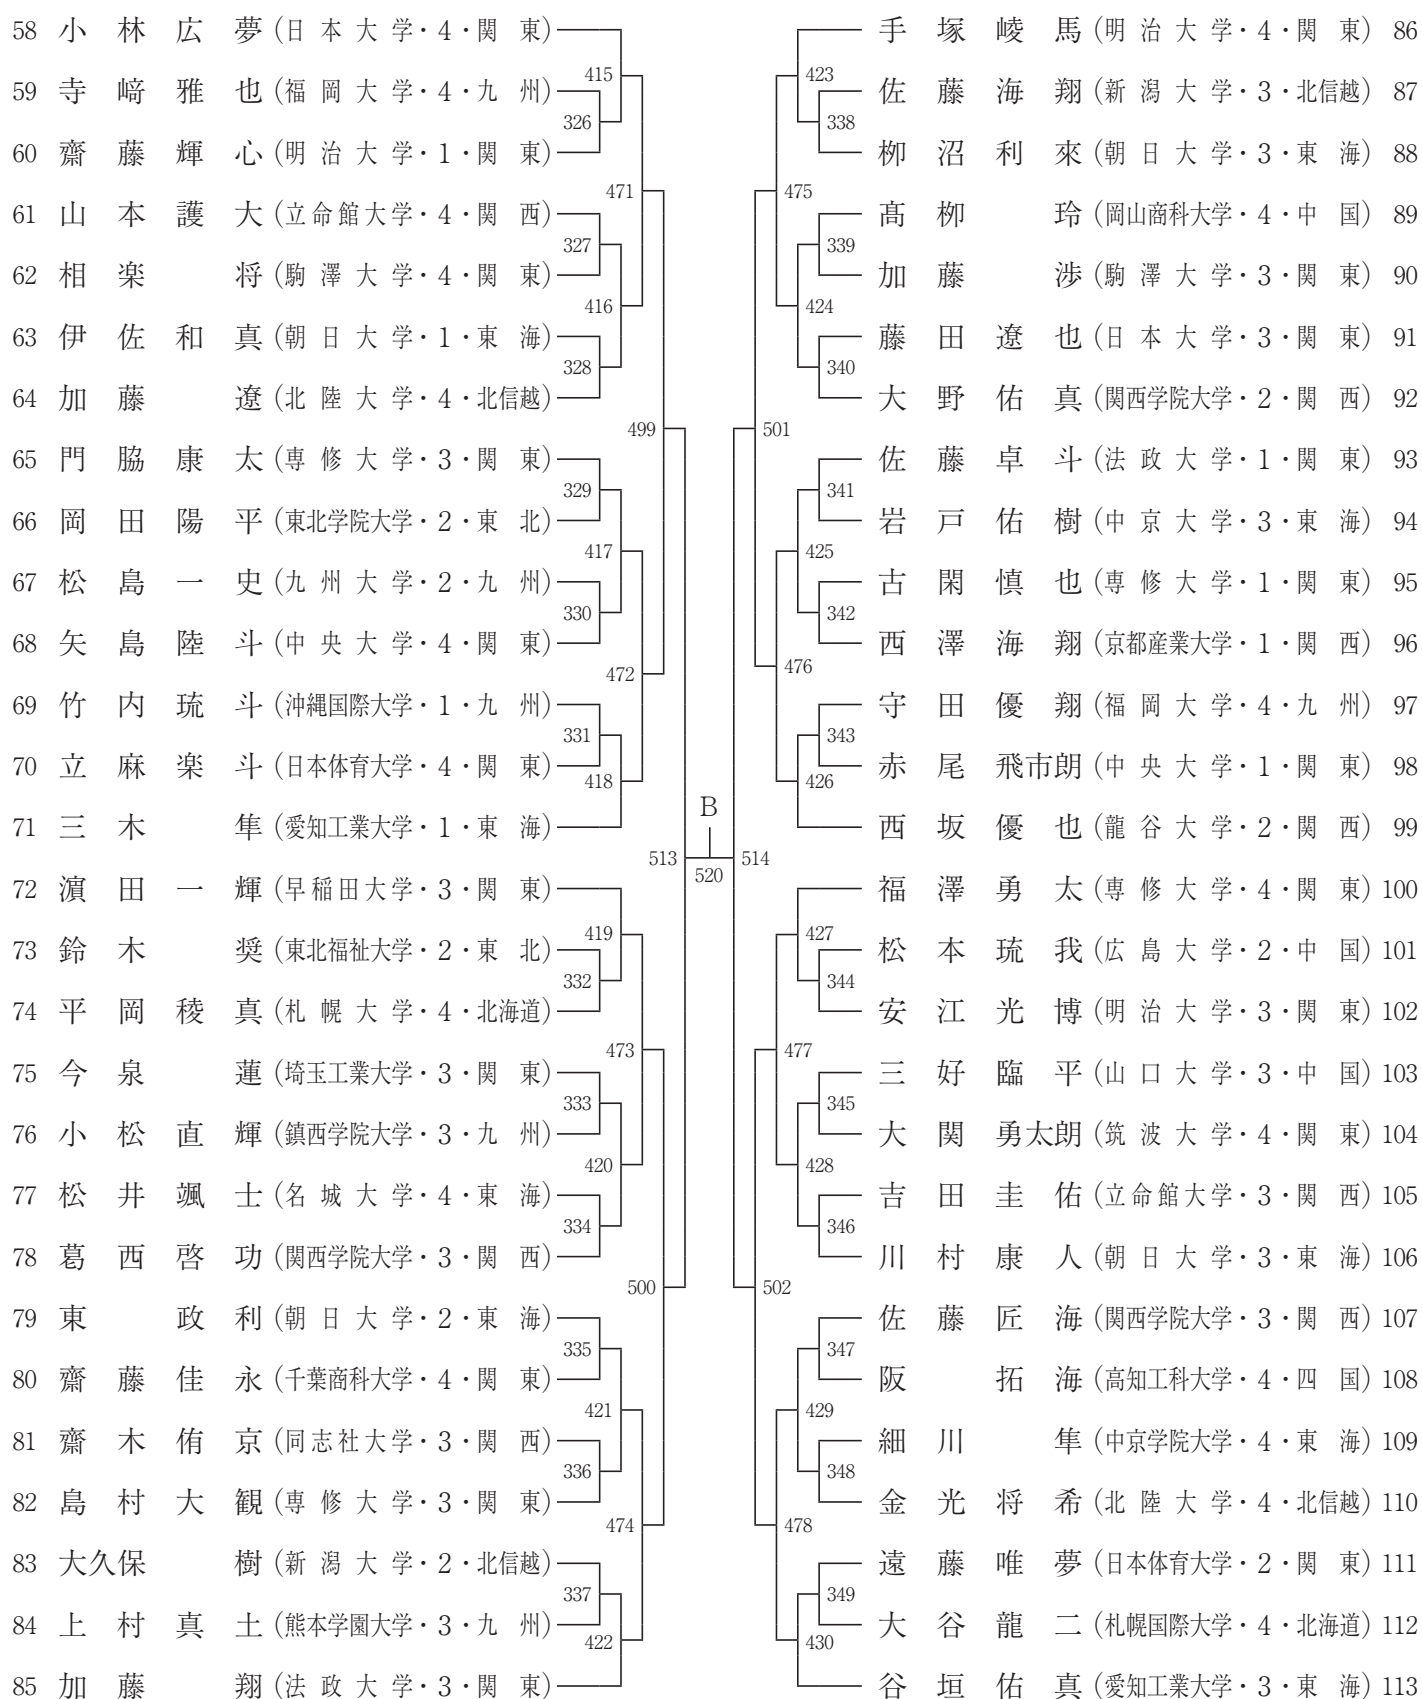 58 小林広夢(日本大学・4・関東)
59 寺﨑雅也(福岡大学・4・九州)
60 齋藤輝心(明治大学・1・関東)
61 山本護大(立命館大学・4・関西)
62 相楽将(駒澤大学・4・関東)
63 伊佐和真(朝日大学・1・東海)
64 加藤遼(北陸大学・4・北信越)
65 門脇康太(専修大学・3・関東)
66 岡田陽平(東北学院大学・2・東北)
67 松島一史(九州大学・2・九州)
68 矢島陸斗(中央大学・4・関東)
69 竹内琉斗(沖縄国際大学・1・九州)
70 立麻楽斗(日本体育大学・4・関東)
71 三木隼(愛知工業大学・1・東海)
72 濵田一輝(早稲田大学・3・関東)
73 鈴木奨(東北福祉大学・2・東北)
74 平岡稜真(札幌大学・4・北海道)
75 今泉蓮(埼玉工業大学・3・関東)
76 小松直輝(鎮西学院大学・3・九州)
77 松井颯士(名城大学・4・東海)
78 葛西啓功(関西学院大学・3・関西)
79 東政利(朝日大学・2・東海)
80 齋藤佳永(千葉商科大学・4・関東)
81 齋木侑京(同志社大学・3・関西)
82 島村大観(専修大学・3・関東)
83 大久保樹(新潟大学・2・北信越)
84 上村真土(熊本学園大学・3・九州)
85 加藤翔(法政大学・3・関東)
415
326
471
327
416
328
499
329
417
330
472
331
418
513
419
332
473
333
420
334
500
335
421
336
474
337
422
B
520
514
423
338
475
339
424
340
501
341
425
342
476
343
426
427
344
477
345
428
346
502
347
429
348
478
349
430
手塚崚馬(明治大学・4・関東) 86
佐藤海翔(新潟大学・3・北信越) 87
栁沼利來(朝日大学・3・東海) 88
髙栁玲(岡山商科大学・4・中国) 89
加藤渉(駒澤大学・3・関東) 90
藤田遼也(日本大学・3・関東) 91
大野佑真(関西学院大学・2・関西) 92
佐藤卓斗(法政大学・1・関東) 93
岩戸佑樹(中京大学・3・東海) 94
古閑慎也(専修大学・1・関東) 95
西澤海翔(京都産業大学・1・関西) 96
守田優翔(福岡大学・4・九州) 97
赤尾飛市朗(中央大学・1・関東) 98
西坂優也(龍谷大学・2・関西) 99
福澤勇太(専修大学・4・関東) 100
松本琉我(広島大学・2・中国) 101
安江光博(明治大学・3・関東) 102
三好臨平(山口大学・3・中国) 103
大関勇太朗(筑波大学・4・関東) 104
吉田圭佑(立命館大学・3・関西) 105
川村康人(朝日大学・3・東海) 106
佐藤匠海(関西学院大学・3・関西) 107
阪拓海(高知工科大学・4・四国) 108
細川隼(中京学院大学・4・東海) 109
金光将希(北陸大学・4・北信越) 110
遠藤唯夢(日本体育大学・2・関東) 111
大谷龍二(札幌国際大学・4・北海道) 112
谷垣佑真(愛知工業大学・3・東海) 113